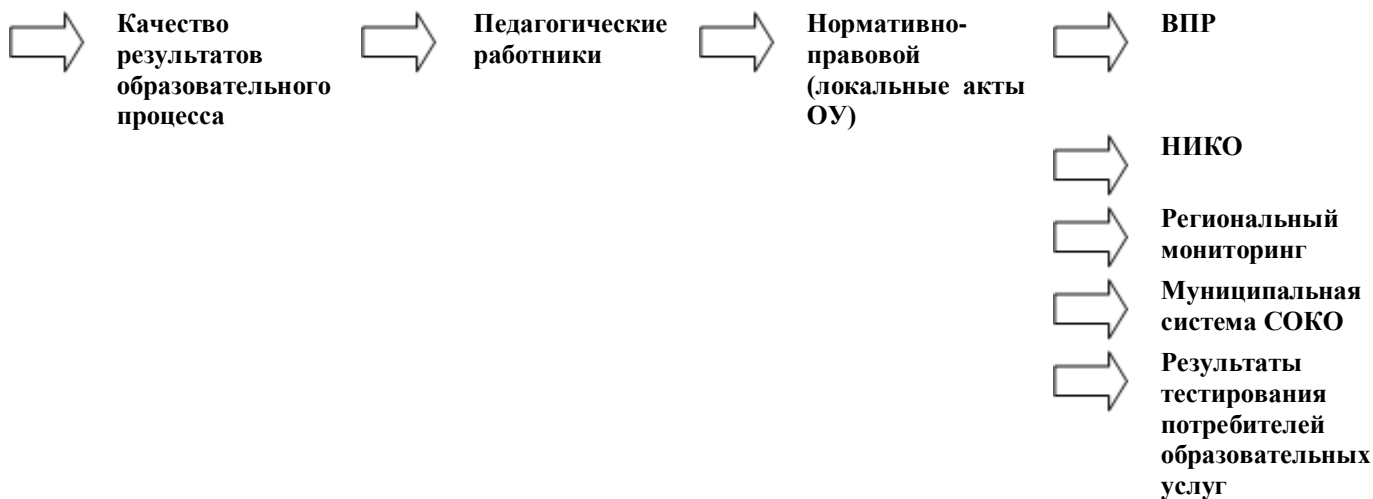 Качество
результатов
образовательного
процесса
Педагогические
работники
Нормативно-
правовой
(локальные акты
ОУ)
ВПР
НИКО
Региональный
мониторинг
Муниципальная
система СОКО
Результаты
тестирования
потребителей
образовательных
услуг